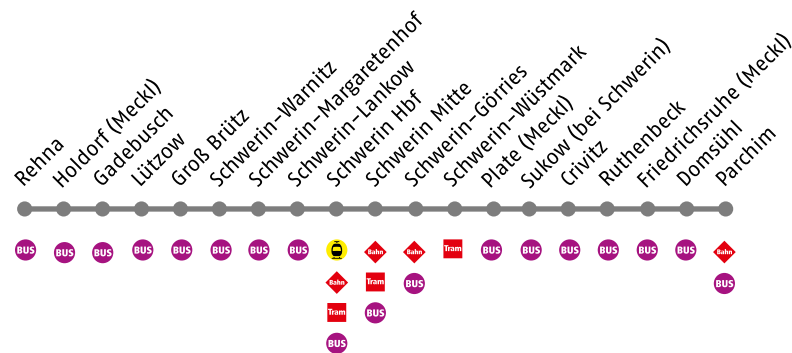 Rehna
Holdorf (Meckl)
Gadebusch
Lützow
Groß Brütz
Schwerin-Warnitz
Schwerin-Margaretenhof
Schwerin-Lankow
Schwerin Hbf
Schwerin Mitte
Schwerin-Görries
Schwerin-Wüstmark
Plate (Meckl)
Sukow (bei Schwerin)
Crivitz
Ruthenbeck
Friedrichsruhe (Meckl)
Domsühl
Parchim
BUS BUS BUS BUS BUS BUS BUS BUS Bahn Bahn Tram BUS BUS BUS BUS BUS BUS Bahn
Bahn Tram BUS BUS
Tram BUS
BUS